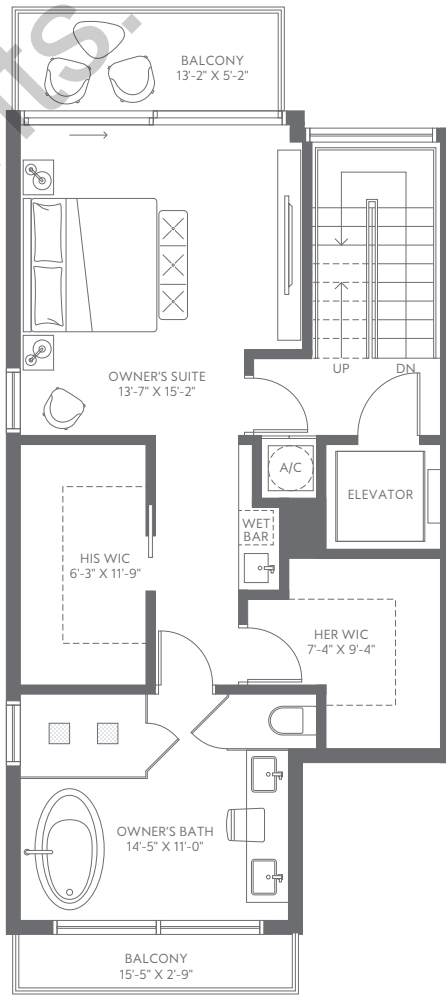 BALCONY
13'-2" X 5'-2"
UP
DN
OWNER'S SUITE
13'-7" X 15'-2"
A/C
ELEVATOR
WET
BAR
HIS WIC
6'-3" X 11'-9"
HER WIC
7'-4" X 9'-4"
OWNER'S BATH
14'-5" X 11'-0"
BALCONY
15'-5" X 2'-9"